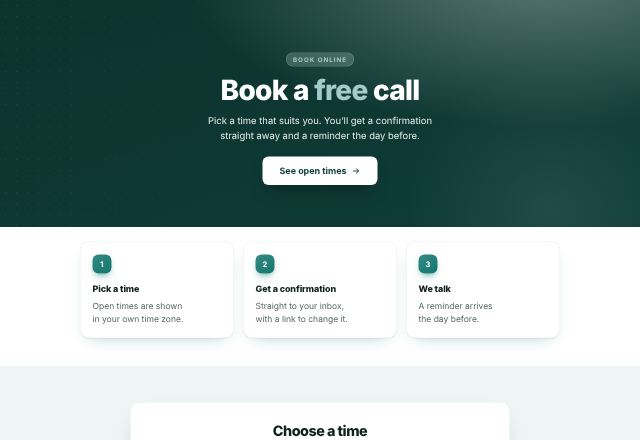 BOOK ONLINE
Book a free call
Pick a time that suits you. You’ll get a confirmation
straight away and a reminder the day before.
See open times →
1
Pick a time
Open times are shown
in your own time zone.
2
Get a confirmation
Straight to your inbox,
with a link to change it.
3
We talk
A reminder arrives
the day before.
Choose a time